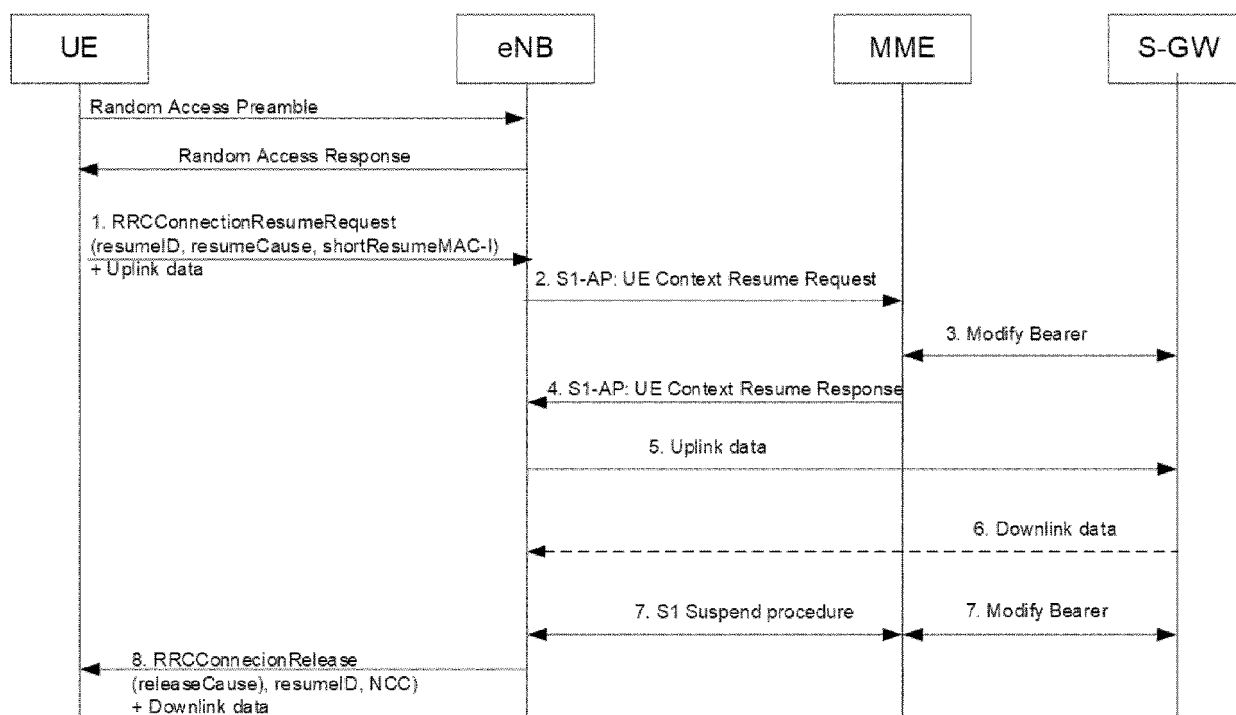 UE
eNB
MME
S-GW
Random Access Preamble
Random Access Response
1. RRCConnectionResumeRequest
(resumeID, resumeCause, shortResumeMAC-I)
+ Uplink data
2. S1-AP: UE Context Resume Request
3. Modify Bearer
4. S1-AP: UE Context Resume Response
5. Uplink data
6. Downlink data
7. S1 Suspend procedure
7. Modify Bearer
8. RRCConnecionRelease
(releaseCause), resumeID, NCC)
+ Downlink data